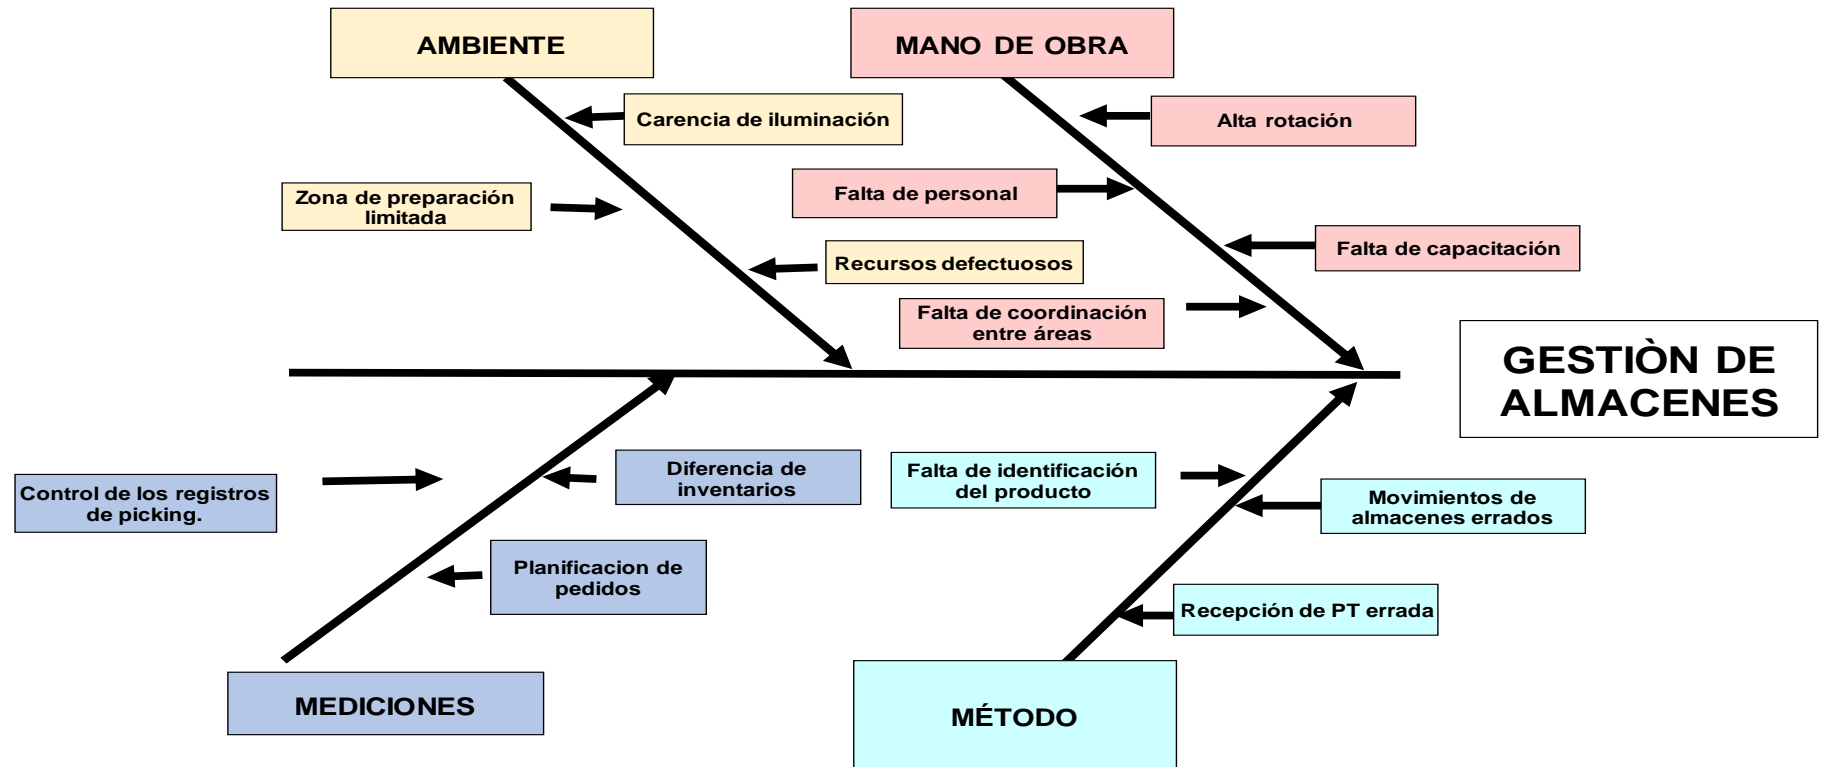 AMBIENTE
MANO DE OBRA
Carencia de iluminación
Alta rotación
Zona de preparación
limitada
Falta de personal
Recursos defectuosos
Falta de capacitación
Falta de coordinación
entre áreas
GESTIÒN DE
ALMACENES
Control de los registros
de picking.
Diferencia de
inventarios
Falta de identificación
del producto
Movimientos de
almacenes errados
Planificacion de
pedidos
Recepción de PT errada
MEDICIONES
MÉTODO